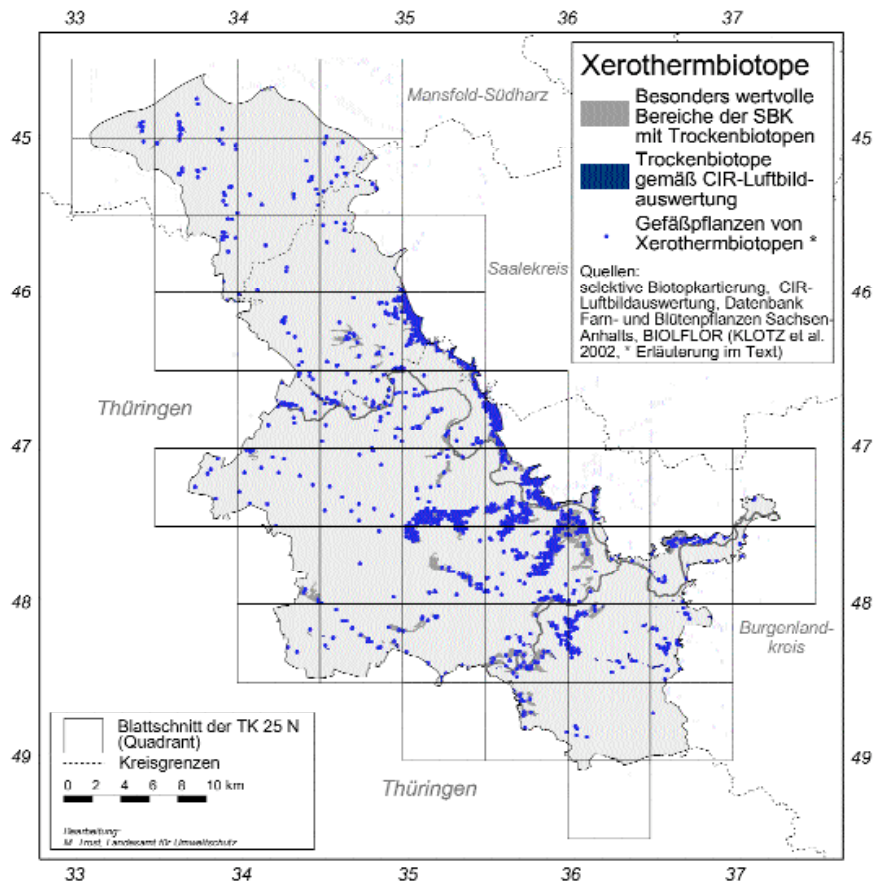 33 34 35 36 37
Xerothermbiotope
Besonders wertvolle
Bereiche der SBK
mit Trockenbiotopen
Trockenbiotope
gemäß CIR-Luftbild-
auswertung
Gefäßpflanzen von
Xerothermbiotopen *
Quellen:
selektive Biotopkartierung, CIR-
Luftbildauswertung, Datenbank
Farn- und Blütenpflanzen Sachsen-
Anhalts, BIOLFLOR (KLOTZ et al.
2002, * Erläuterung im Text)
Mansfeld-Südharz
45 45
Saalekreis
46 46
Thüringen
47 47
48 48
Burgenland-
kreis
49 49
Thüringen
Blattschnitt der TK 25 N
(Quadrant)
Kreisgrenzen
0 2 4 6 8 10 km
Bearbeitung:
M. Trost, Landesamt für Umweltschutz
33 34 35 36 37